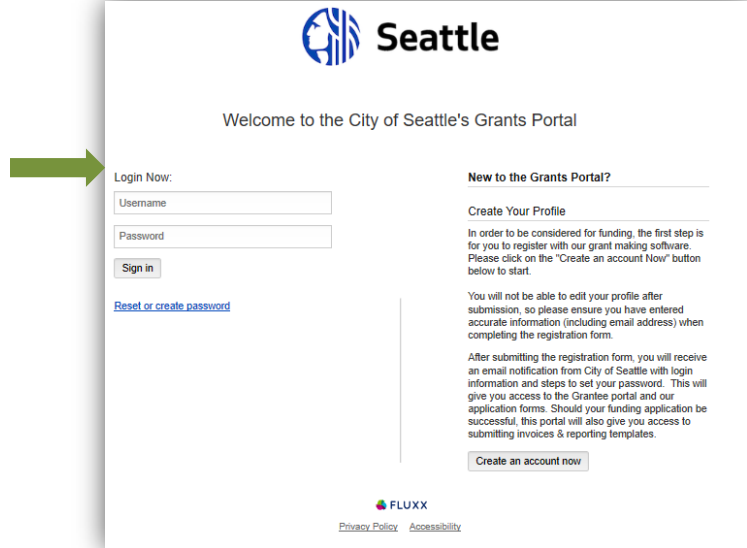 Seattle
Welcome to the City of Seattle's Grants Portal
Login Now:
Username
Password
Sign in
Reset or create password
New to the Grants Portal?
Create Your Profile
In order to be considered for funding, the first step is
for you to register with our grant making software.
Please click on the "Create an account Now" button
below to start.
You will not be able to edit your profile after
submission, so please ensure you have entered
accurate information (including email address) when
completing the registration form.
After submitting the registration form, you will receive
an email notification from City of Seattle with login
information and steps to set your password. This will
give you access to the Grantee portal and our
application forms. Should your funding application be
successful, this portal will also give you access to
submitting invoices & reporting templates.
Create an account now
FLUXX
Privacy Policy Accessibility